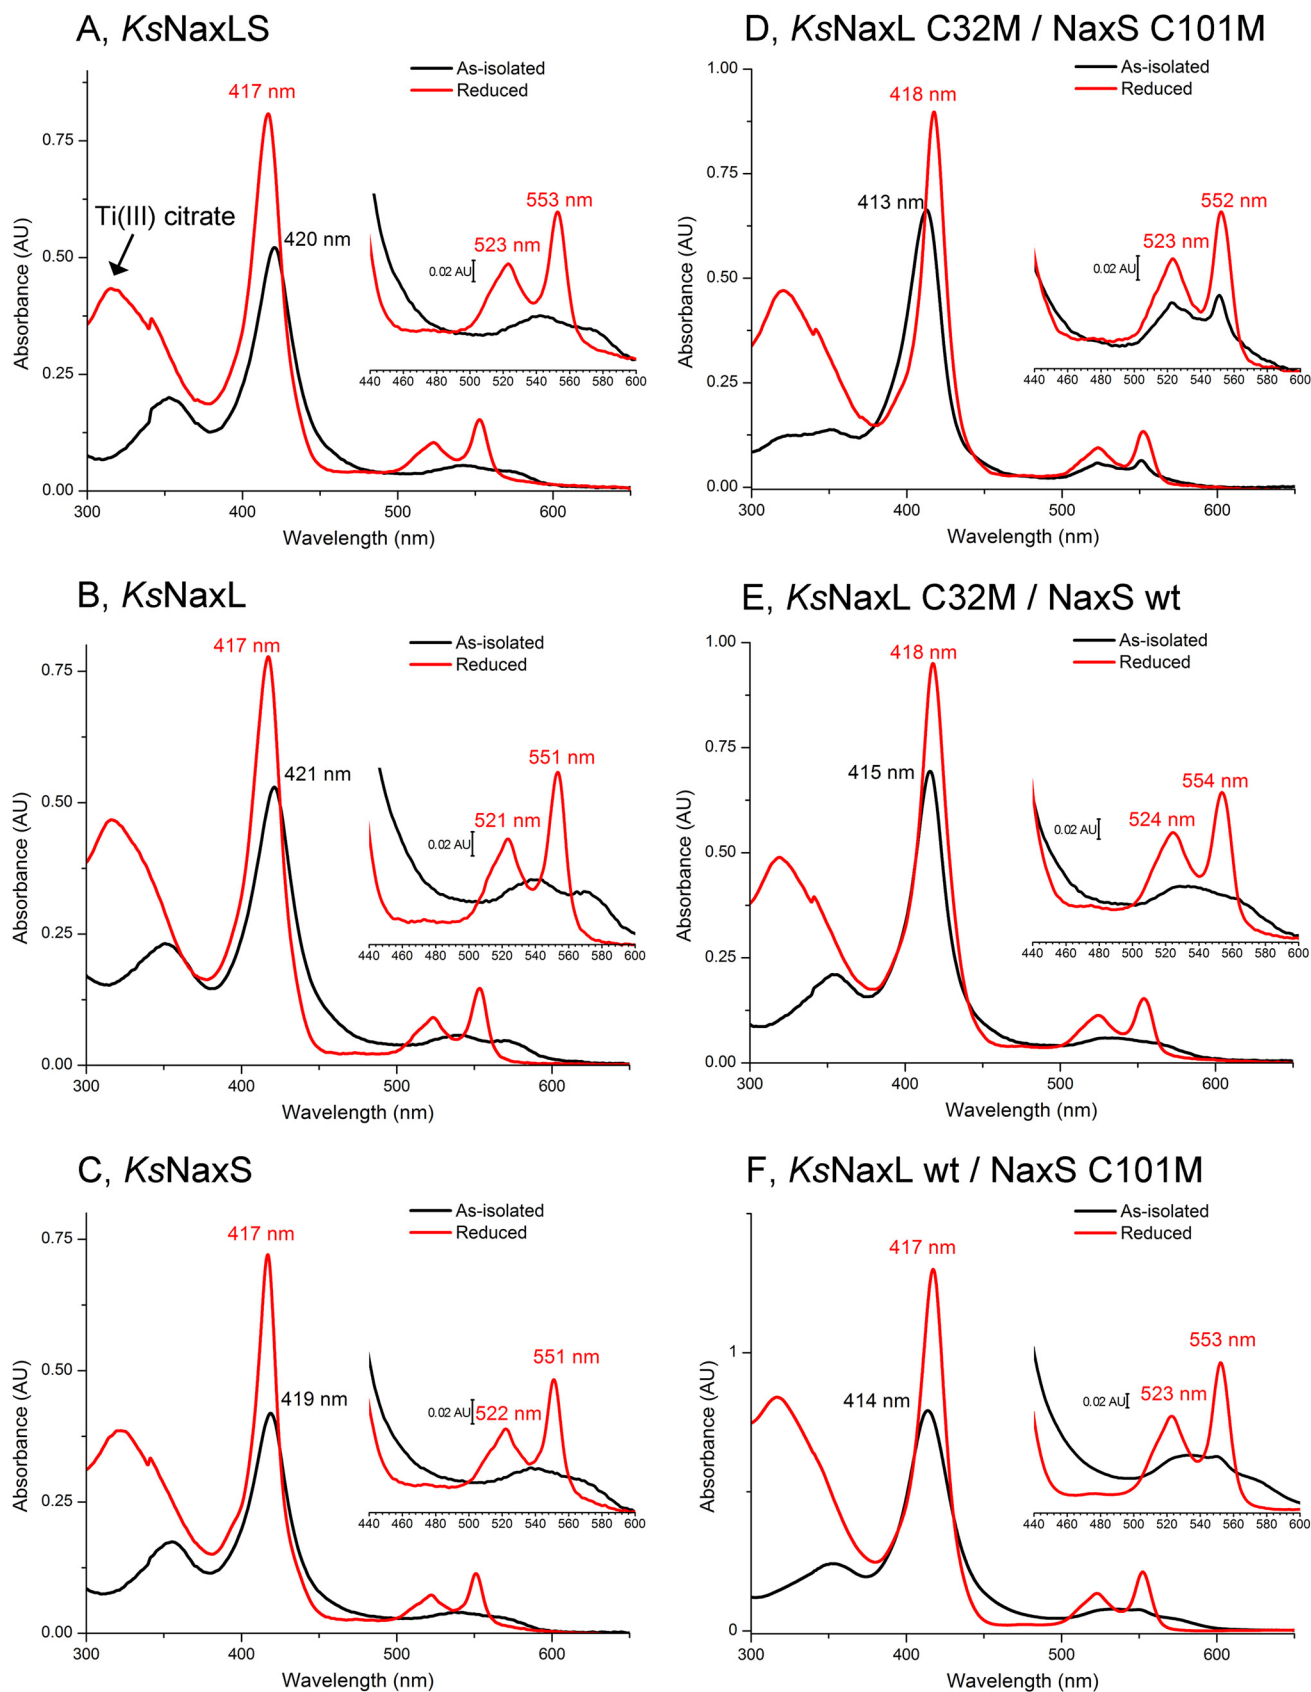 A, KsNaxLS
As-isolated
Reduced
417 nm
Ti(III) citrate
420 nm
553 nm
523 nm
0.02 AU
440 460 480 500 520 540 560 580 600
0.75
0.50
0.25
0.00
Absorbance (AU)
300 400 500 600
Wavelength (nm)
B, KsNaxL
As-isolated
Reduced
417 nm
421 nm
551 nm
521 nm
0.02 AU
440 460 480 500 520 540 560 580 600
0.75
0.50
0.25
0.00
Absorbance (AU)
300 400 500 600
Wavelength (nm)
C, KsNaxS
As-isolated
Reduced
417 nm
419 nm
551 nm
522 nm
0.02 AU
440 460 480 500 520 540 560 580 600
0.75
0.50
0.25
0.00
Absorbance (AU)
300 400 500 600
Wavelength (nm)
D, KsNaxL C32M / NaxS C101M
As-isolated
Reduced
418 nm
413 nm
552 nm
523 nm
0.02 AU
440 460 480 500 520 540 560 580 600
1.00
0.75
0.50
0.25
0.00
Absorbance (AU)
300 400 500 600
Wavelength (nm)
E, KsNaxL C32M / NaxS wt
As-isolated
Reduced
418 nm
415 nm
554 nm
524 nm
0.02 AU
440 460 480 500 520 540 560 580 600
1.00
0.75
0.50
0.25
0.00
Absorbance (AU)
300 400 500 600
Wavelength (nm)
F, KsNaxL wt / NaxS C101M
As-isolated
Reduced
417 nm
414 nm
553 nm
523 nm
0.02 AU
440 460 480 500 520 540 560 580 600
1
0
Absorbance (AU)
300 400 500 600
Wavelength (nm)